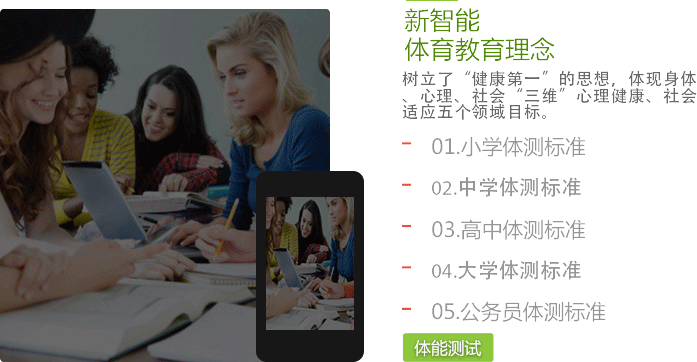 新智能
体育教育理念
树立了“健康第一”的思想，体现身体
、心理、社会“三维”心理健康、社会
适应五个领域目标。
01.小学体测标准
02.中学体测标准
03.高中体测标准
04.大学体测标准
05.公务员体测标准
体能测试